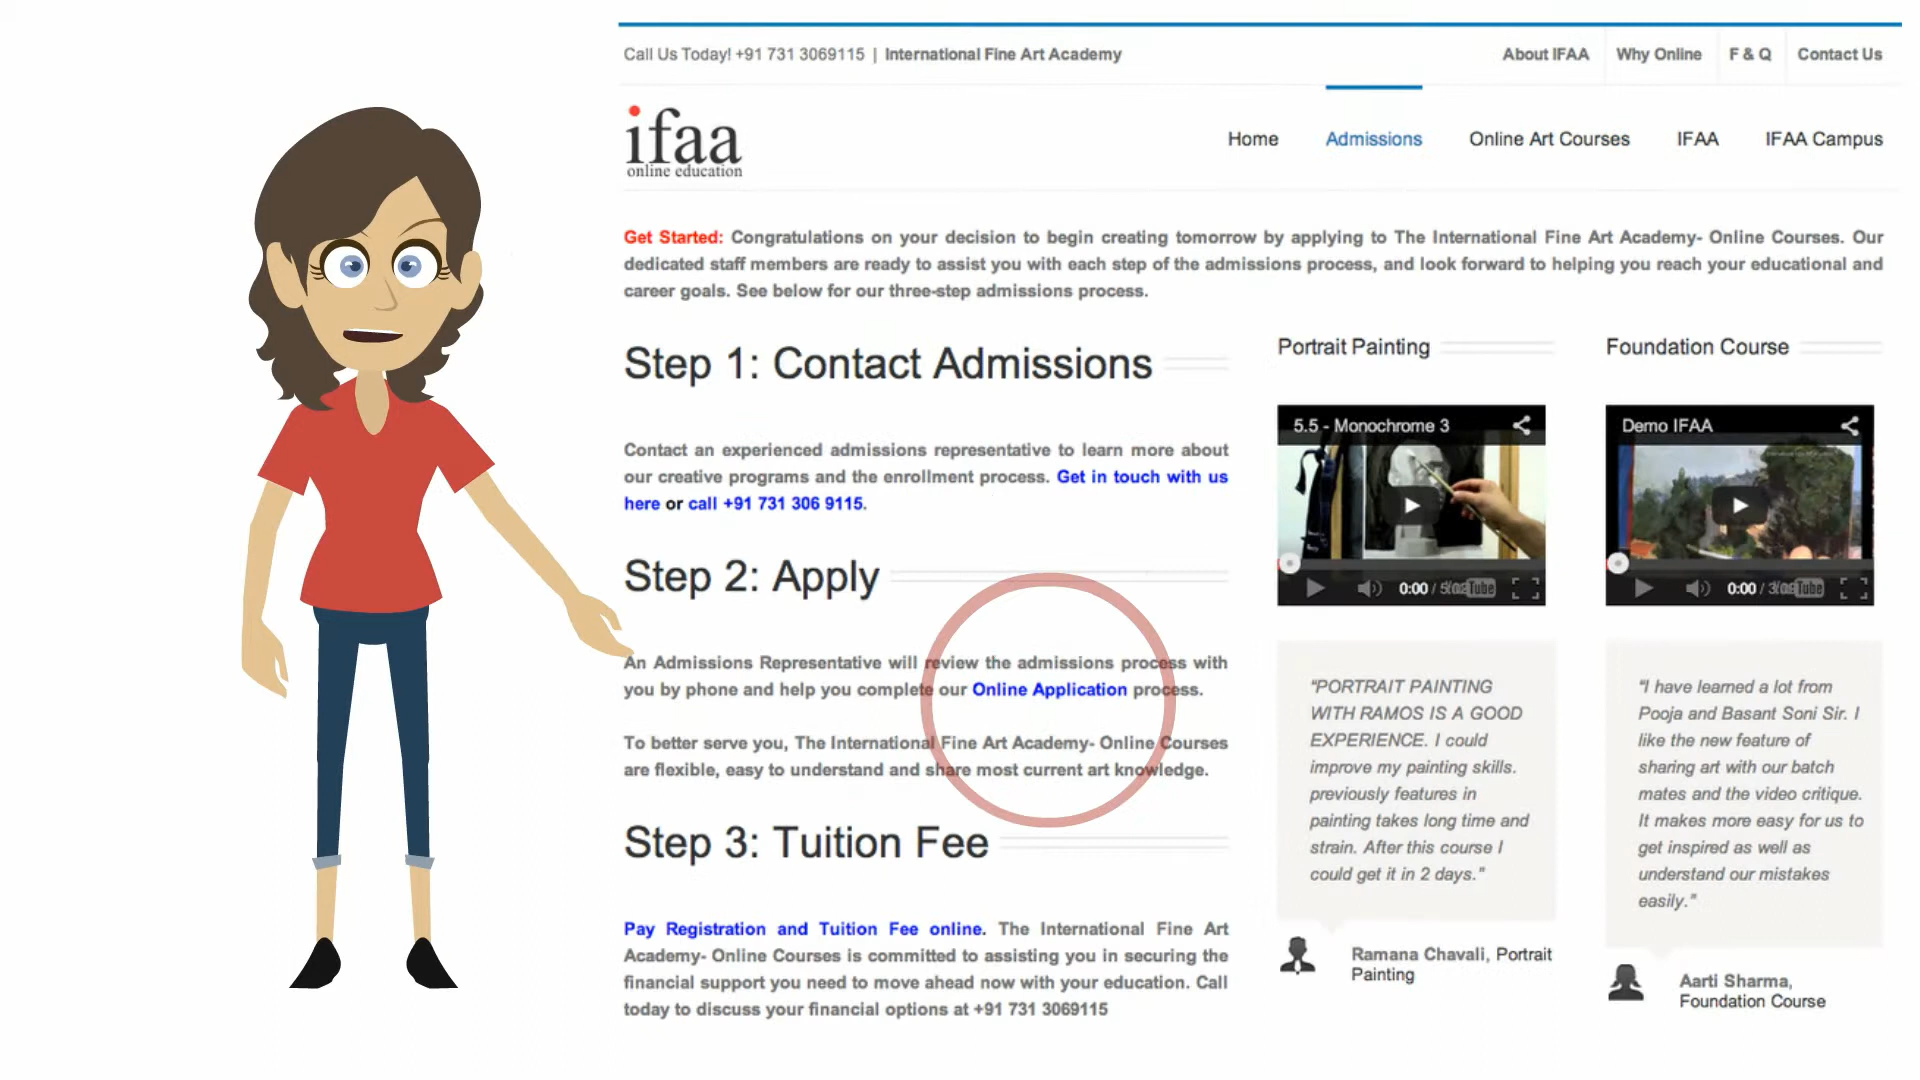 Call Us Today! +91 731 3069115 | International Fine Art Academy
About IFAA
Why Online
F & Q
Contact Us
ifaa
online education
Home
Admissions
Online Art Courses
IFAA
IFAA Campus
Get Started: Congratulations on your decision to begin creating tomorrow by applying to The International Fine Art Academy- Online Courses. Our
dedicated staff members are ready to assist you with each step of the admissions process, and look forward to helping you reach your educational and
career goals. See below for our three-step admissions process.
Step 1: Contact Admissions
Contact an experienced admissions representative to learn more about
our creative programs and the enrollment process. Get in touch with us
here or call +91 731 306 9115.
Step 2: Apply
An Admissions Representative will review the admissions process with
you by phone and help you complete our Online Application process.
To better serve you, The International Fine Art Academy- Online Courses
are flexible, easy to understand and share most current art knowledge.
Step 3: Tuition Fee
Pay Registration and Tuition Fee online. The International Fine Art
Academy- Online Courses is committed to assisting you in securing the
financial support you need to move ahead now with your education. Call
today to discuss your financial options at +91 731 3069115
Portrait Painting
5.5 - Monochrome 3
0:00 /
Tube
"PORTRAIT PAINTING
WITH RAMOS IS A GOOD
EXPERIENCE. I could
improve my painting skills.
previously features in
painting takes long time and
strain. After this course I
could get it in 2 days."
Ramana Chavali, Portrait
Painting
Foundation Course
Demo IFAA
0:00 /
Tube
"I have learned a lot from
Pooja and Basant Soni Sir. I
like the new feature of
sharing art with our batch
mates and the video critique.
It makes more easy for us to
get inspired as well as
understand our mistakes
easily."
Aarti Sharma,
Foundation Course